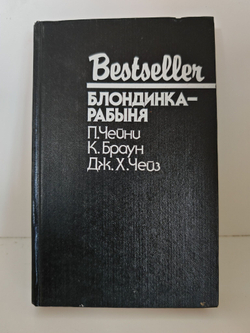 Bestseller
БЛОНДИНКА–
РАБЫНЯ
П.Чейни
К.Браун
Дж.Х.Чейз